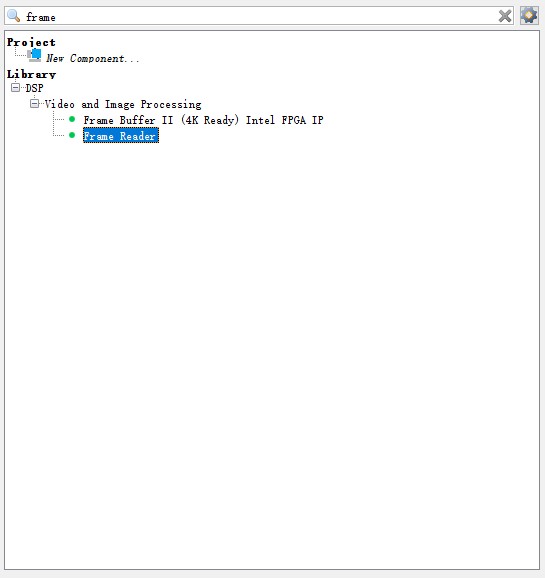 frame
Project
New Component...
Library
DSP
Video and Image Processing
Frame Buffer II (4K Ready) Intel FPGA IP
Frame Reader